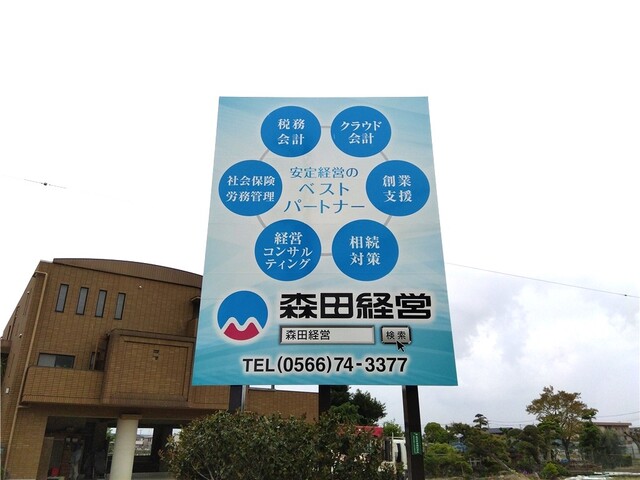 税務
会計
クラウド
会計
社会保険
労務管理
安定経営の
ベスト
パートナー
創業
支援
経営
コンサル
ティング
相続
対策
森田経営
森田経営
検索
TEL(0566)74-3377